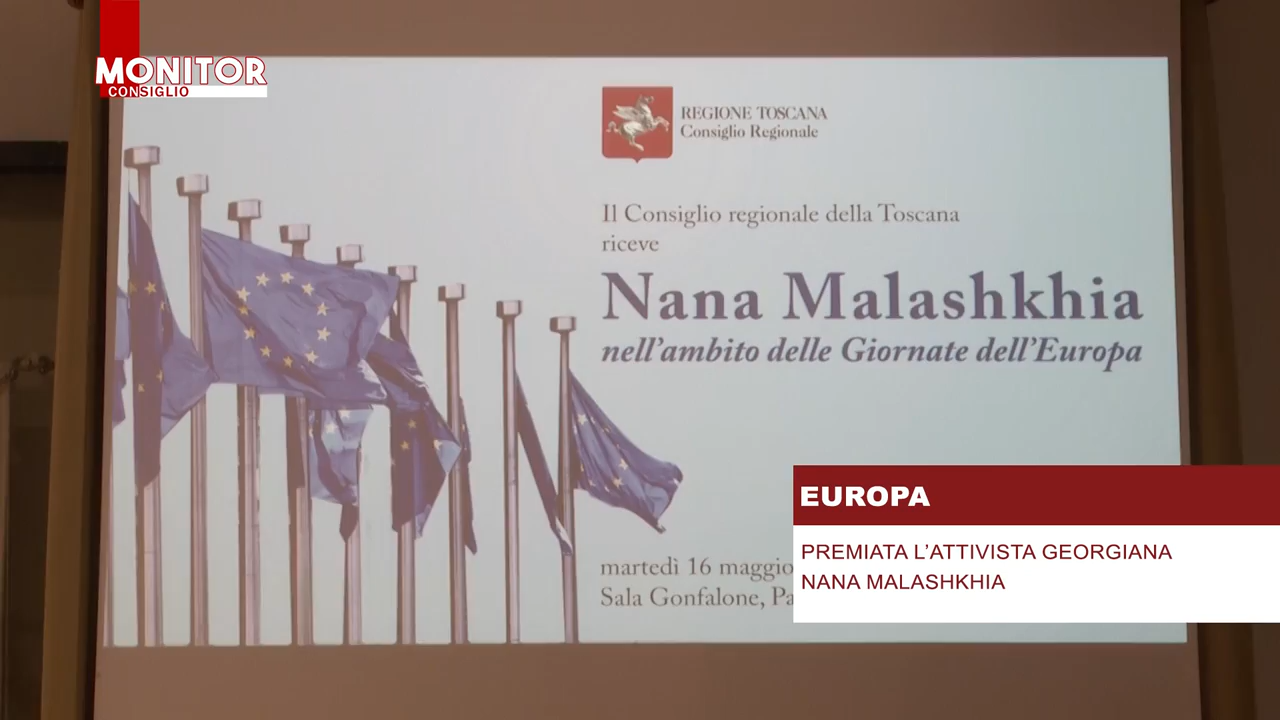 MONITOR
CONSIGLIO
REGIONE TOSCANA
Consiglio Regionale
Il Consiglio regionale della Toscana
riceve
Nana Malashkhia
nell'ambito delle Giornate dell'Europa
martedì 16 maggio
Sala Gonfalone,
EUROPA
PREMIATA L'ATTIVISTA GEORGIANA
NANA MALASHKHIA